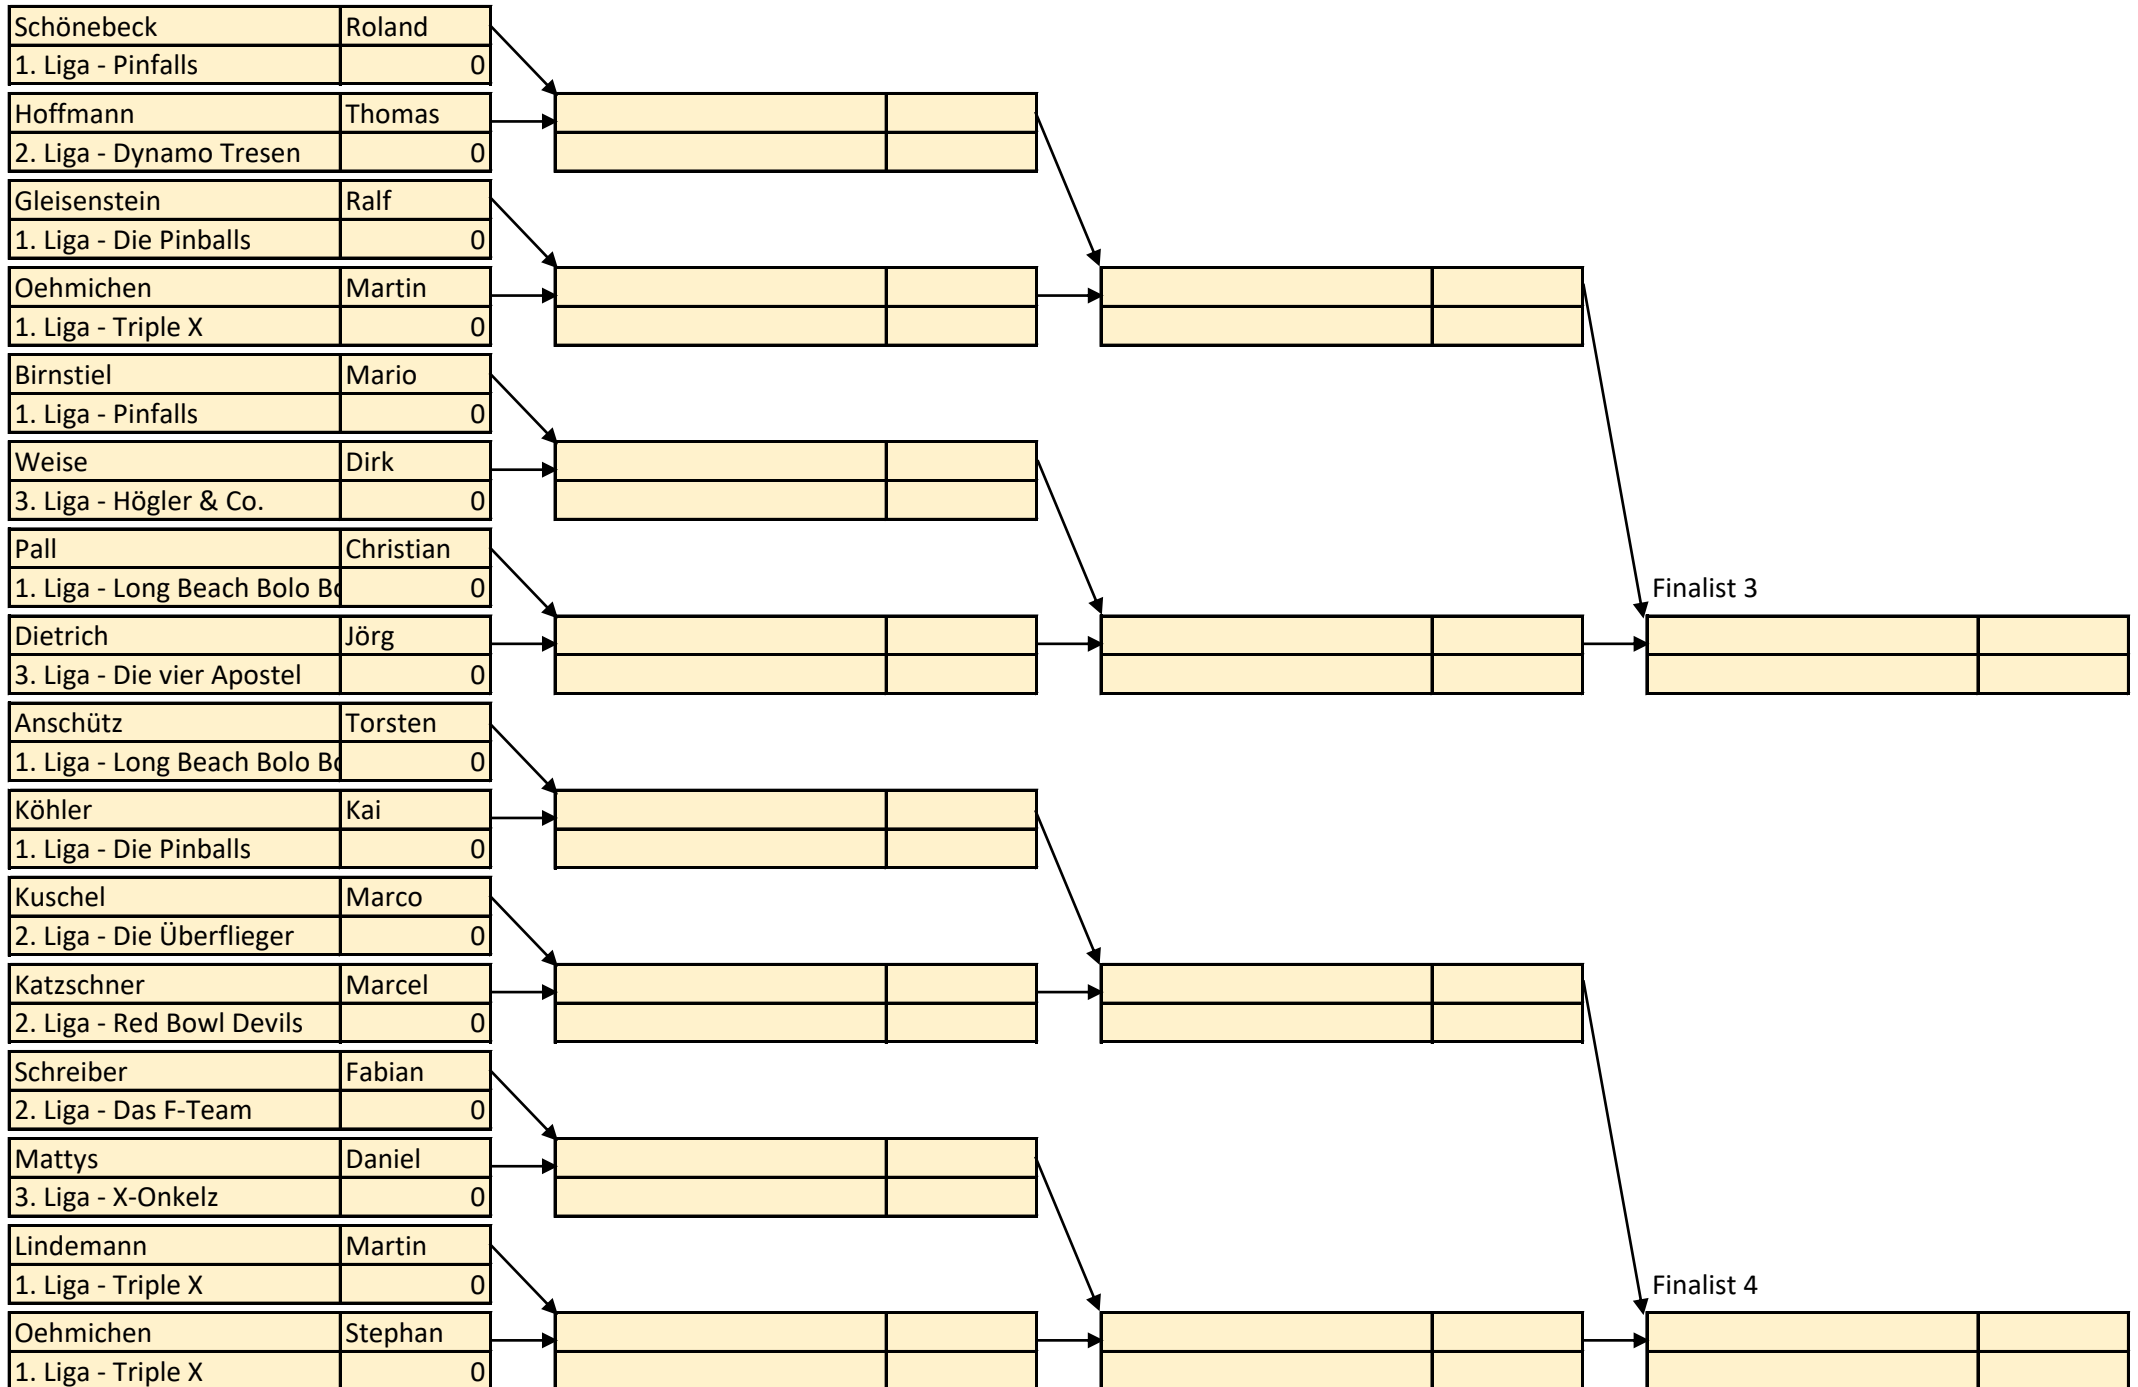 Schönebeck Roland
1. Liga - Pinfalls 0
Hoffmann Thomas
2. Liga - Dynamo Tresen 0
Gleisenstein Ralf
1. Liga - Die Pinballs 0
Oehmichen Martin
1. Liga - Triple X 0
Birnstiel Mario
1. Liga - Pinfalls 0
Weise Dirk
3. Liga - Högler & Co. 0
Pall Christian
1. Liga - Long Beach Bolo 0
Finalist 3
Dietrich Jörg
3. Liga - Die vier Apostel 0
Anschütz Torsten
1. Liga - Long Beach Bolo 0
Köhler Kai
1. Liga - Die Pinballs 0
Kuschel Marco
2. Liga - Die Überflieger 0
Katzschner Marcel
2. Liga - Red Bowl Devils 0
Schreiber Fabian
2. Liga - Das F-Team 0
Mattys Daniel
3. Liga - X-Onkelz 0
Lindemann Martin
1. Liga - Triple X 0
Finalist 4
Oehmichen Stephan
1. Liga - Triple X 0